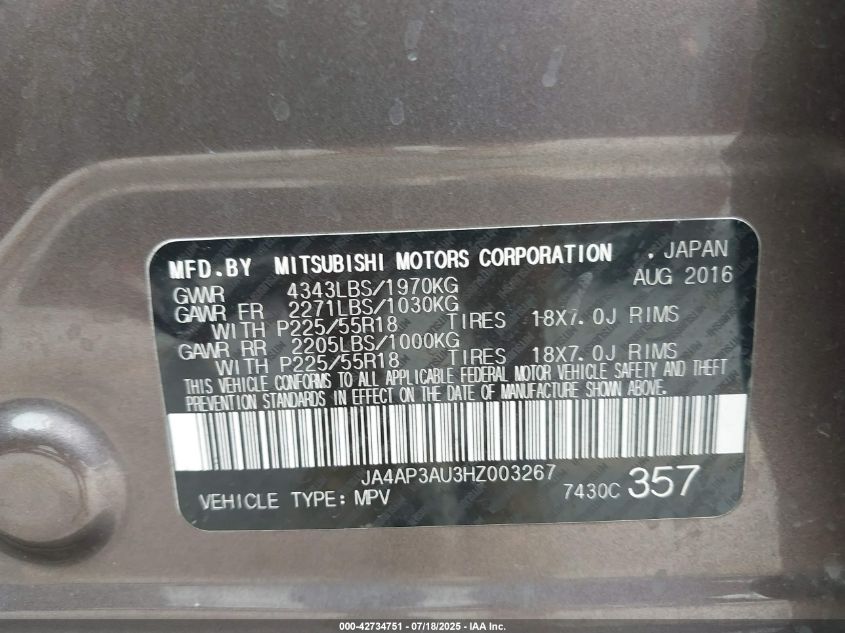 MFD.BY MITSUBISHI MOTORS CORPORATION . JAPAN
GVWR 4343LBS/1970KG AUG 2016
GAWR FR 2271LBS/1030KG
WITH P225/55R18 TIRES 18X7.0J RIMS
GAWR RR 2205LBS/1000KG
WITH P225/55R18 TIRES 18X7.0J RIMS
THIS VEHICLE CONFORMS TO ALL APPLICABLE FEDERAL MOTOR VEHICLE SAFETY AND THEFT
PREVENTION STANDARDS IN EFFECT ON THE DATE OF MANUFACTURE SHOWN ABOVE.
JA4AP3AU3HZ003267
VEHICLE TYPE: MPV 7430C 357
000-42734751 - 07/18/2025 - IAA Inc.